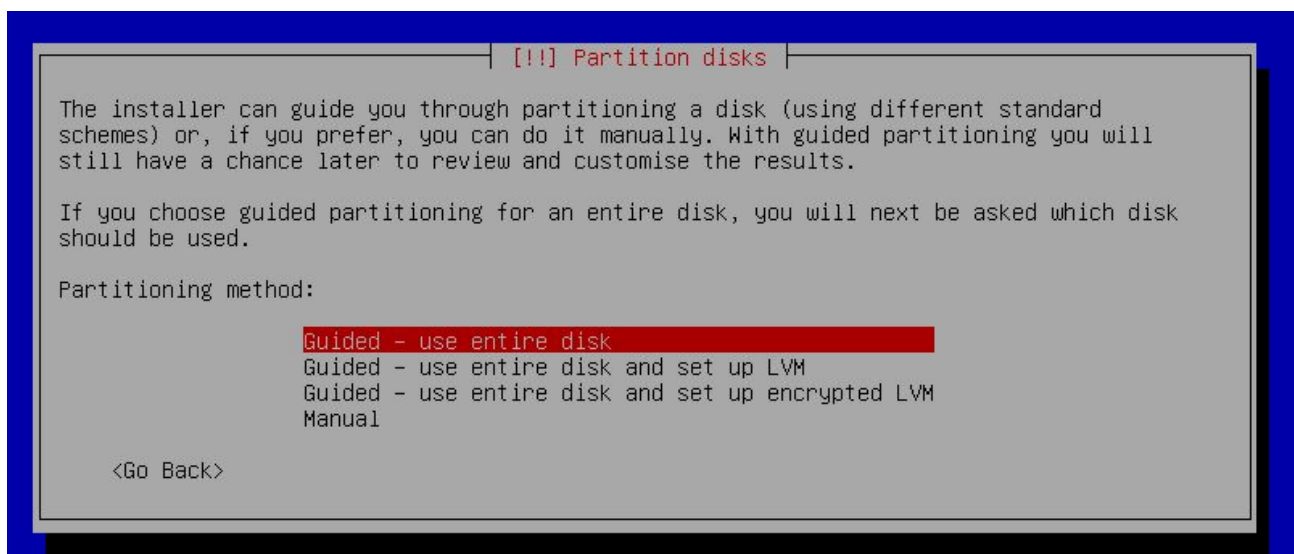 [!!] Partition disks
The installer can guide you through partitioning a disk (using different standard
schemes) or, if you prefer, you can do it manually. With guided partitioning you will
still have a chance later to review and customise the results.
If you choose guided partitioning for an entire disk, you will next be asked which disk
should be used.
Partitioning method:
Guided - use entire disk
Guided - use entire disk and set up LVM
Guided - use entire disk and set up encrypted LVM
Manual
<Go Back>